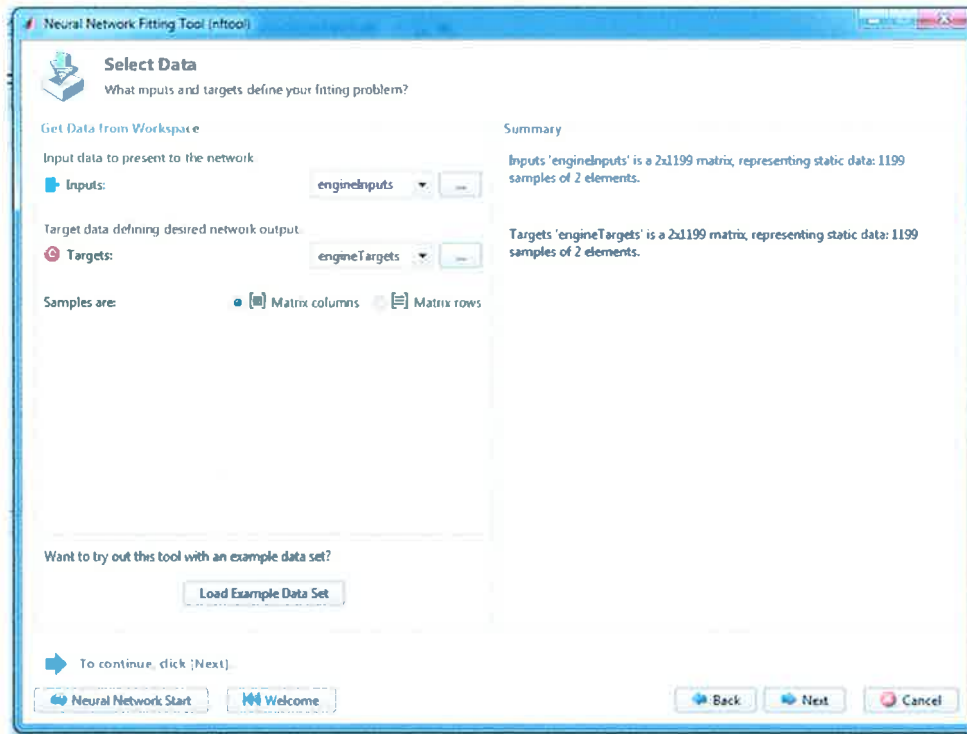 Neural Network Fitting Tool (nftool)
Select Data
What inputs and targets define your fitting problem?
Get Data from Workspace
Input data to present to the network
Inputs:
engineInputs
...
Target data defining desired network output
Targets:
engineTargets
...
Samples are:
Matrix columns
Matrix rows
Want to try out this tool with an example data set?
Load Example Data Set
Summary
Inputs 'engineInputs' is a 2x1199 matrix, representing static data: 1199
samples of 2 elements.
Targets 'engineTargets' is a 2x1199 matrix, representing static data: 1199
samples of 2 elements.
To continue, click [Next].
Neural Network Start
Welcome
Back
Next
Cancel